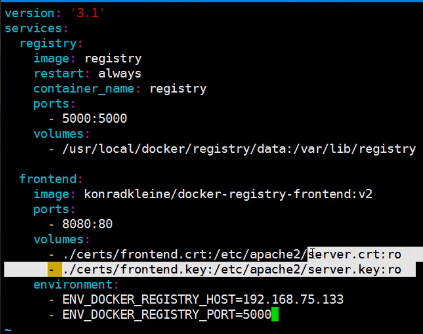 version: '3.1'
services:
  registry:
    image: registry
    restart: always
    container_name: registry
    ports:
      - 5000:5000
    volumes:
      - /usr/local/docker/registry/data:/var/lib/registry

  frontend:
    image: konradkleine/docker-registry-frontend:v2
    ports:
      - 8080:80
    volumes:
      - ./certs/frontend.crt:/etc/apache2/server.crt:ro
      - ./certs/frontend.key:/etc/apache2/server.key:ro
    environment:
      - ENV_DOCKER_REGISTRY_HOST=192.168.75.133
      - ENV_DOCKER_REGISTRY_PORT=5000
~